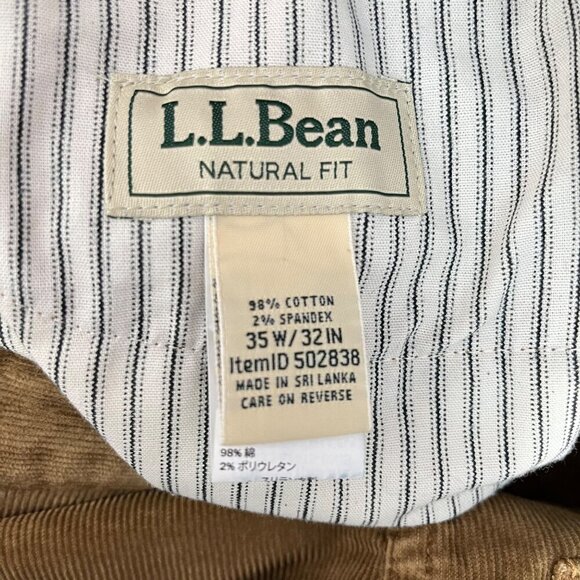 L.L.Bean
NATURAL FIT
98% COTTON
2% SPANDEX
35 W/32 IN
ItemID 502838
MADE IN SRI LANKA
CARE ON REVERSE
98% 綿
2% ポリウレタン